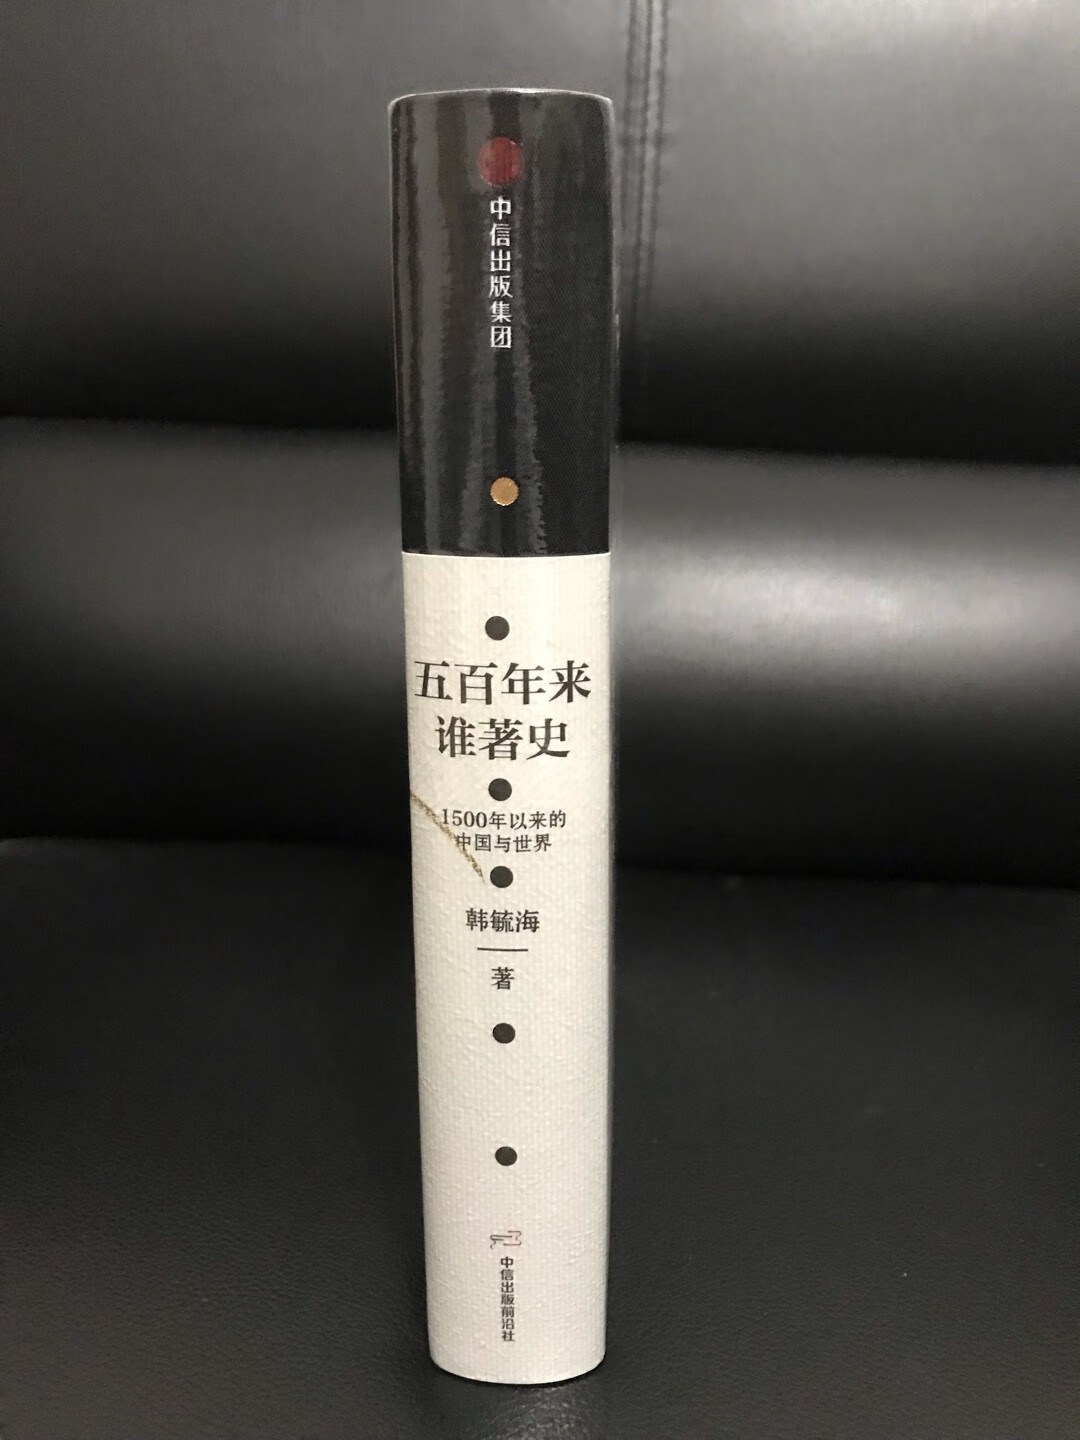 中信出版集团
五百年来
谁著史
1500年以来的
中国与世界
韩毓海
著
中信出版前沿社